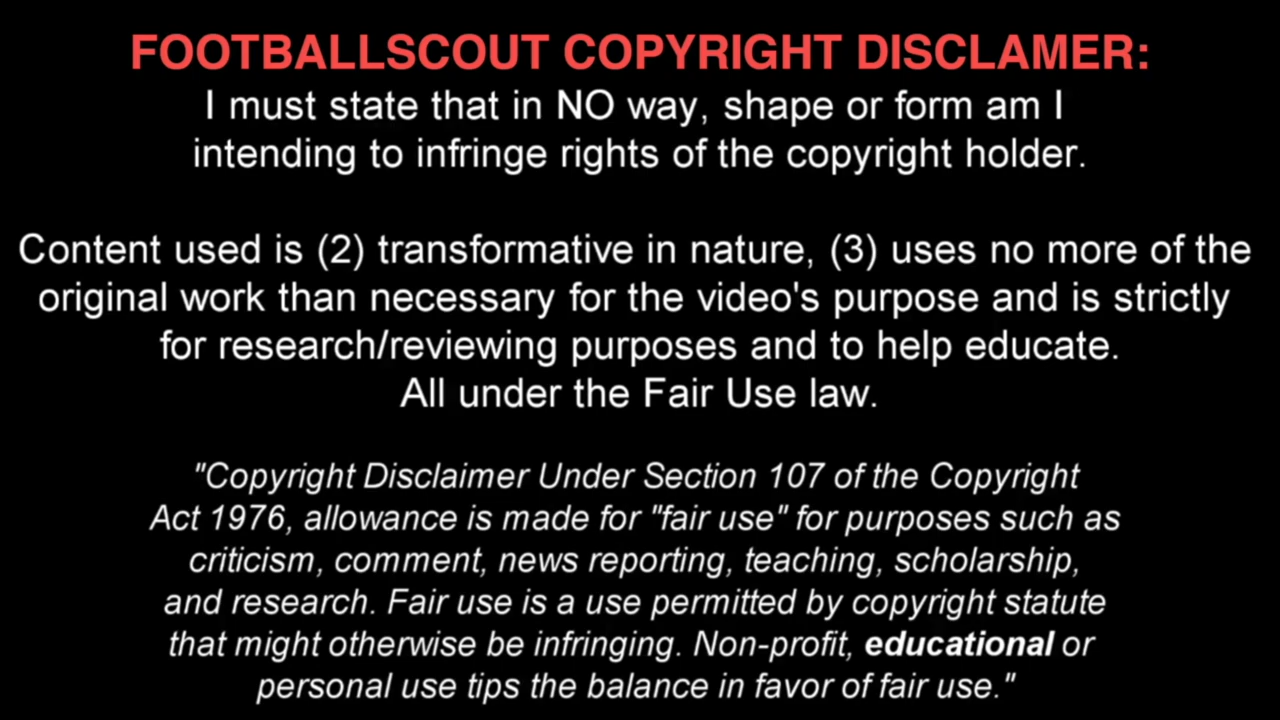 FOOTBALLSCOUT COPYRIGHT DISCLAMER:
I must state that in NO way, shape or form am I
intending to infringe rights of the copyright holder.
Content used is (2) transformative in nature, (3) uses no more of the
original work than necessary for the video's purpose and is strictly
for research/reviewing purposes and to help educate.
All under the Fair Use law.
"Copyright Disclaimer Under Section 107 of the Copyright
Act 1976, allowance is made for "fair use" for purposes such as
criticism, comment, news reporting, teaching, scholarship,
and research. Fair use is a use permitted by copyright statute
that might otherwise be infringing. Non-profit, educational or
personal use tips the balance in favor of fair use."